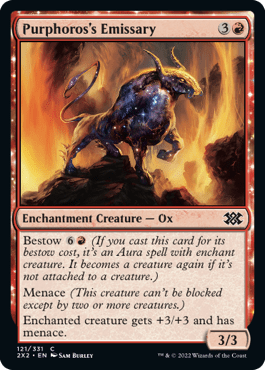 Purphoros's Emissary 3
Enchantment Creature — Ox
Bestow 6 (If you cast this card for its
bestow cost, it's an Aura spell with enchant
creature. It becomes a creature again if it's
not attached to a creature.)
Menace (This creature can't be blocked
except by two or more creatures.)
Enchanted creature gets +3/+3 and has
menace.
3/3
121/331 C
2X2 • EN SAM BURLEY
™ & © 2022 Wizards of the Coast